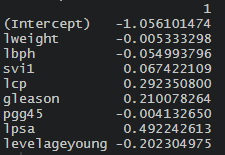 1
(Intercept) -1.056101474
lweight -0.005333298
lbph -0.054993796
svi1 0.067422109
lcp 0.292350800
gleason 0.210078264
pgg45 -0.004132650
lpsa 0.492242613
levelageyoung -0.202304975